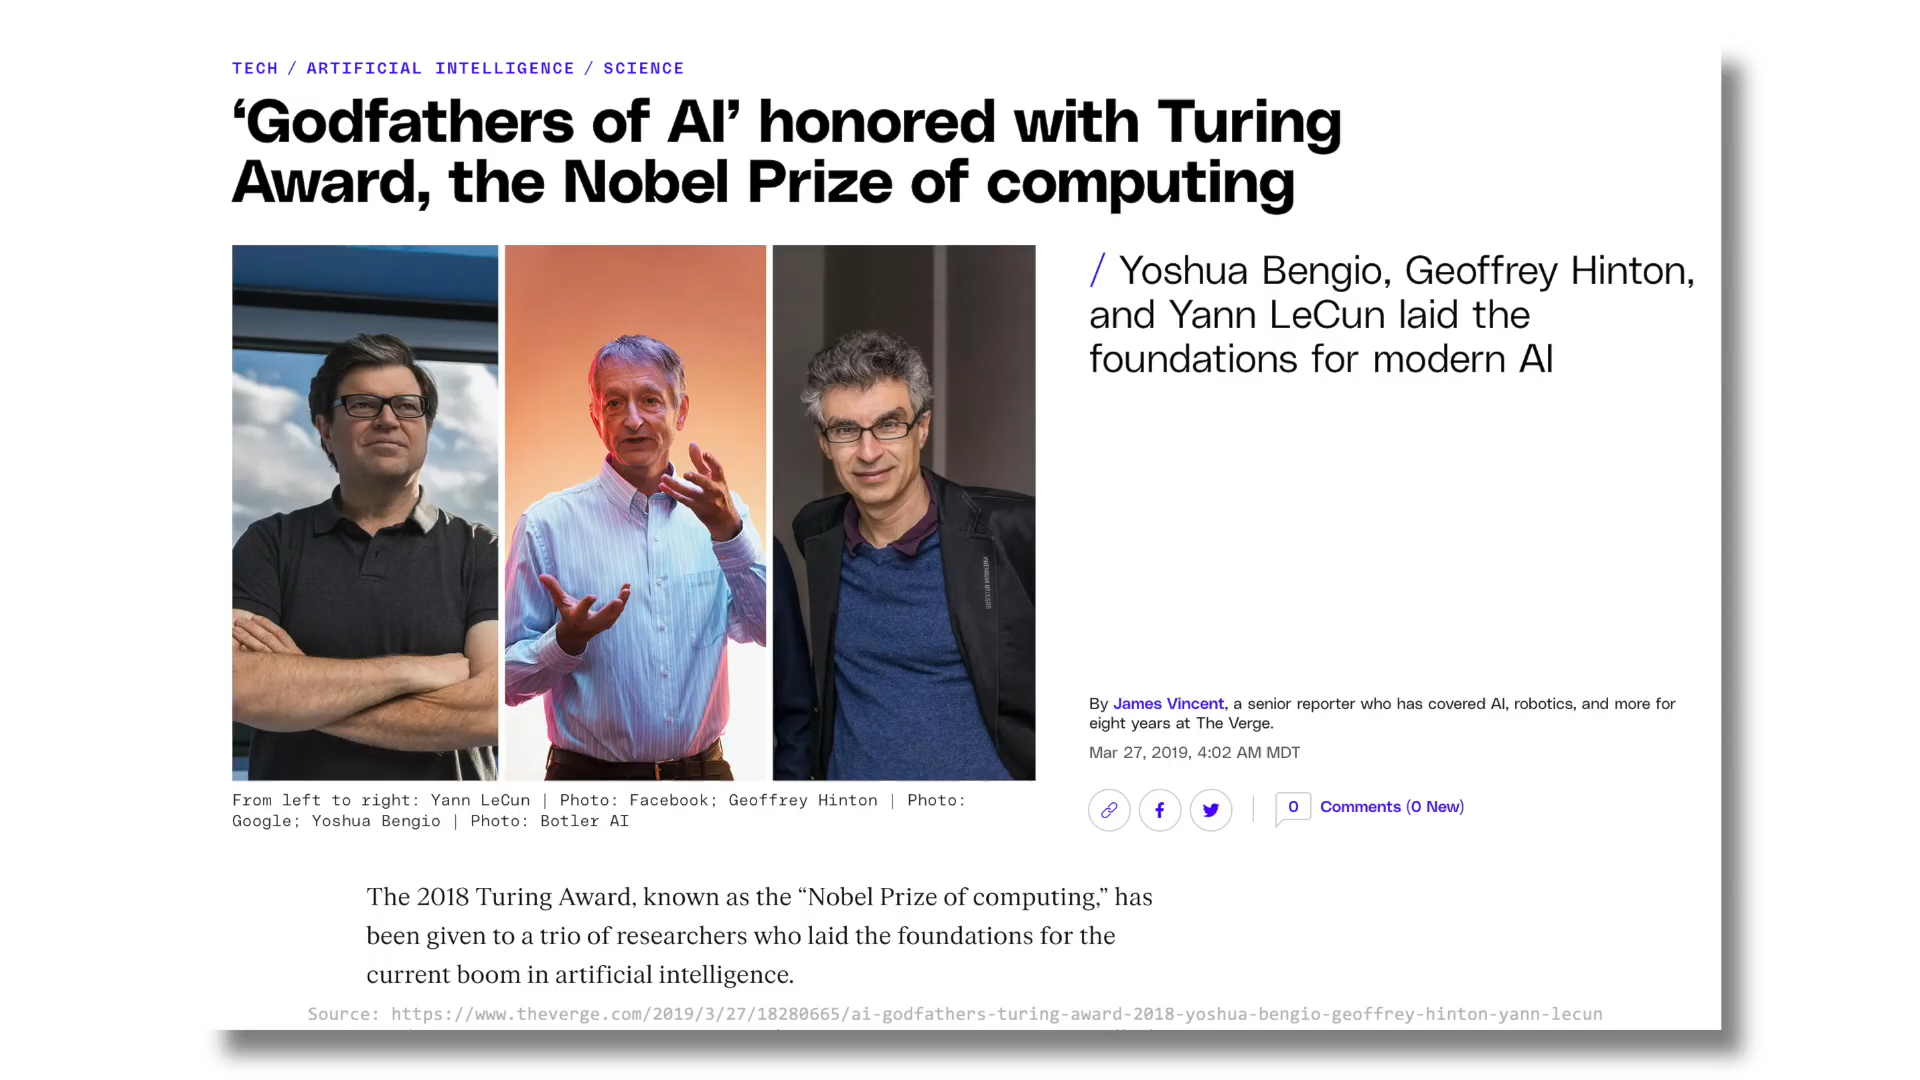 TECH / ARTIFICIAL INTELLIGENCE / SCIENCE
‘Godfathers of AI’ honored with Turing
Award, the Nobel Prize of computing
/ Yoshua Bengio, Geoffrey Hinton,
and Yann LeCun laid the
foundations for modern AI
By James Vincent, a senior reporter who has covered AI, robotics, and more for
eight years at The Verge.
Mar 27, 2019, 4:02 AM MDT
0 Comments (0 New)
From left to right: Yann LeCun | Photo: Facebook; Geoffrey Hinton | Photo:
Google; Yoshua Bengio | Photo: Botler AI
The 2018 Turing Award, known as the “Nobel Prize of computing,” has
been given to a trio of researchers who laid the foundations for the
current boom in artificial intelligence.
Source: https://www.theverge.com/2019/3/27/18280665/ai-godfathers-turing-award-2018-yoshua-bengio-geoffrey-hinton-yann-lecun